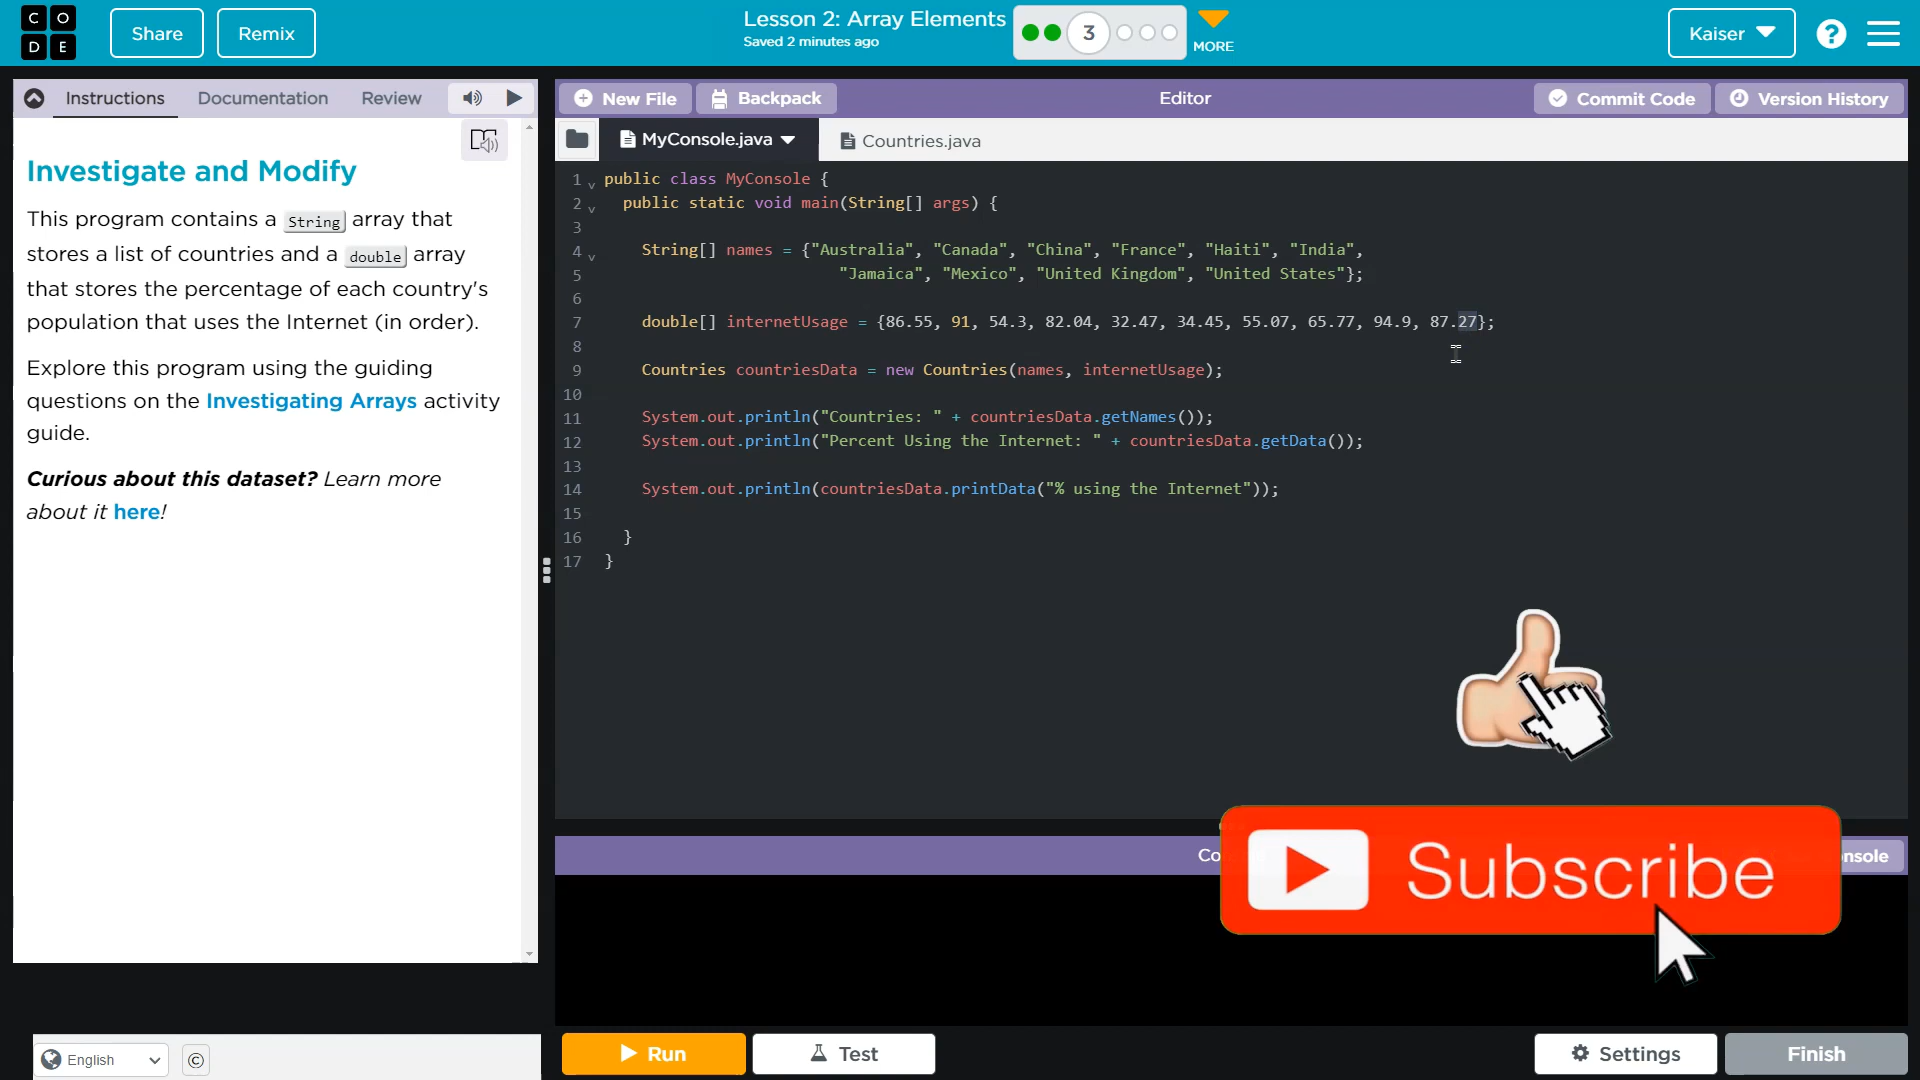 CODE
Share
Remix
Lesson 2: Array Elements
Saved 2 minutes ago
3
MORE
Kaiser
?
Instructions
Documentation
Review
Investigate and Modify
This program contains a String array that
stores a list of countries and a double array
that stores the percentage of each country's
population that uses the Internet (in order).
Explore this program using the guiding
questions on the Investigating Arrays activity
guide.
Curious about this dataset? Learn more
about it here!
New File
Backpack
Editor
Commit Code
Version History
MyConsole.java
Countries.java
1 public class MyConsole {
2 public static void main(String[] args) {
3
4 String[] names = {"Australia", "Canada", "China", "France", "Haiti", "India",
5 "Jamaica", "Mexico", "United Kingdom", "United States"};
6
7 double[] internetUsage = {86.55, 91, 54.3, 82.04, 32.47, 34.45, 55.07, 65.77, 94.9, 87.27};
8
9 Countries countriesData = new Countries(names, internetUsage);
10
11 System.out.println("Countries: " + countriesData.getNames());
12 System.out.println("Percent Using the Internet: " + countriesData.getData());
13
14 System.out.println(countriesData.printData("% using the Internet"));
15
16 }
17 }
Subscribe
English
©
Run
Test
Settings
Finish